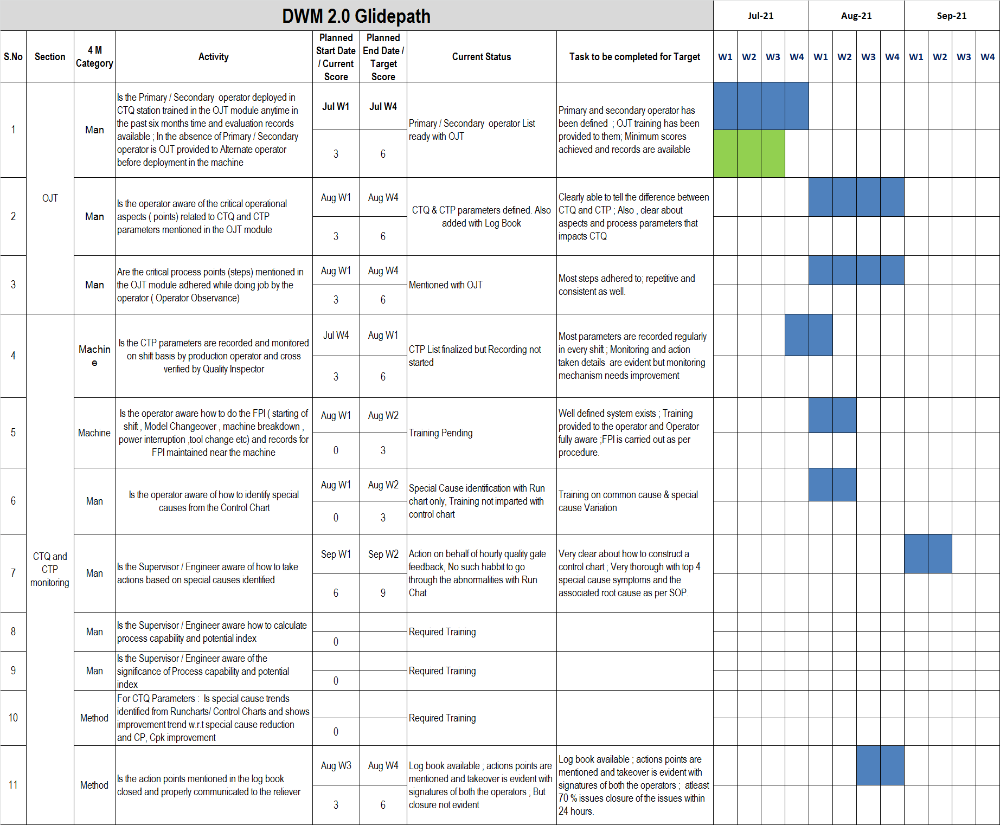 DWM 2.0 Glidepath
Jul-21
Aug-21
Sep-21
S.No
Section
4 M
Category
Activity
Planned
Start Date
/ Current
Score
Planned
End Date /
Target
Score
Current Status
Task to be completed for Target
W1 W2 W3 W4 W1 W2 W3 W4 W1 W2 W3 W4
1
OJT
Man
Is the Primary / Secondary operator deployed in
CTQ station trained in the OJT module anytime in
the past six months time and evaluation records
available ; In the absence of Primary / Secondary
operator is OJT provided to Alternate operator
before deployment in the machine
Jul W1
Jul W4
3
6
Primary / Secondary operator List
ready with OJT
Primary and secondary operator has
been defined ; OJT training has been
provided to them; Minimum scores
achieved and records are available
2
Man
Is the operator aware of the critical operational
aspects ( points) related to CTQ and CTP
parameters mentioned in the OJT module
Aug W1
Aug W4
3
6
CTQ & CTP parameters defined. Also
added with Log Book
Clearly able to tell the difference between
CTQ and CTP ; Also , clear about
aspects and process parameters that
impacts CTQ
3
Man
Are the critical process points (steps) mentioned in
the OJT module adhered while doing job by the
operator ( Operator Observance)
Aug W1
Aug W4
3
6
Mentioned with OJT
Most steps adhered to; repetitive and
consistent as well.
4
CTQ and
CTP
monitoring
Machin
e
Is the CTP parameters are recorded and monitored
on shift basis by production operator and cross
verified by Quality Inspector
Jul W4
Aug W1
3
6
CTP List finalized but Recording not
started
Most parameters are recorded regularly
in every shift ; Monitoring and action
taken details are evident but monitoring
mechanism needs improvement
5
Machine
Is the operator aware how to do the FPI ( starting of
shift , Model Changeover , machine breakdown ,
power interruption ,tool change etc) and records for
FPI maintained near the machine
Aug W1
Aug W2
0
3
Training Pending
Well defined system exists ; Training
provided to the operator and Operator
fully aware ;FPI is carried out as per
procedure.
6
Man
Is the operator aware of how to identify special
causes from the Control Chart
Aug W1
Aug W2
0
3
Special Cause identification with Run
chart only, Training not imparted with
control chart
Training on common cause & special
cause Variation
7
Man
Is the Supervisor / Engineer aware of how to take
actions based on special causes identified
Sep W1
Sep W2
6
9
Action on behalf of hourly quality gate
feedback, No such habbit to go
through the abnormalities with Run
Chat
Very clear about how to construct a
control chart ; Very thorough with top 4
special cause symptoms and the
associated root cause as per SOP.
8
Man
Is the Supervisor / Engineer aware how to calculate
process capability and potential index
0
Required Training
9
Man
Is the Supervisor / Engineer aware of the
significance of Process capability and potential
index
0
Required Training
10
Method
For CTQ Parameters : Is special cause trends
identified from Runcharts/ Control Charts and shows
improvement trend w.r.t special cause reduction
and CP, Cpk improvement
0
Required Training
11
Method
Is the action points mentioned in the log book
closed and properly communicated to the reliever
Aug W3
Aug W4
3
6
Log book available ; actions points are
mentioned and takeover is evident with
signatures of both the operators ; But
closure not evident
Log book available ; actions points are
mentioned and takeover is evident with
signatures of both the operators ; atleast
70 % issues closure of the issues within
24 hours.